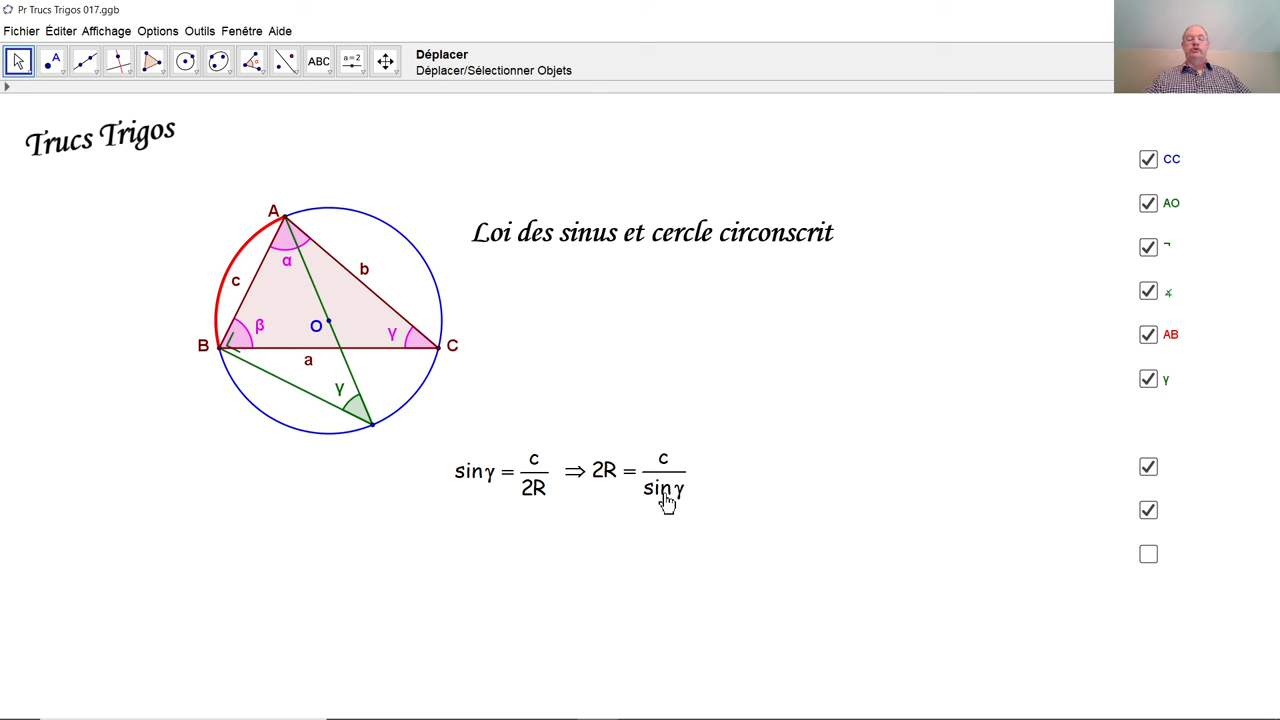 Pr Trucs Trigos 017.ggb
Fichier Éditer Affichage Options Outils Fenêtre Aide
A ABC a=2 Déplacer
Déplacer/Sélectionner Objets
Trucs Trigos
CC
AO
¬
∡
AB
γ
Loi des sinus et cercle circonscrit
A
α
c
b
β
O
γ
B
a
C
γ
sinγ = c/2R ⇒ 2R = c/sinγ